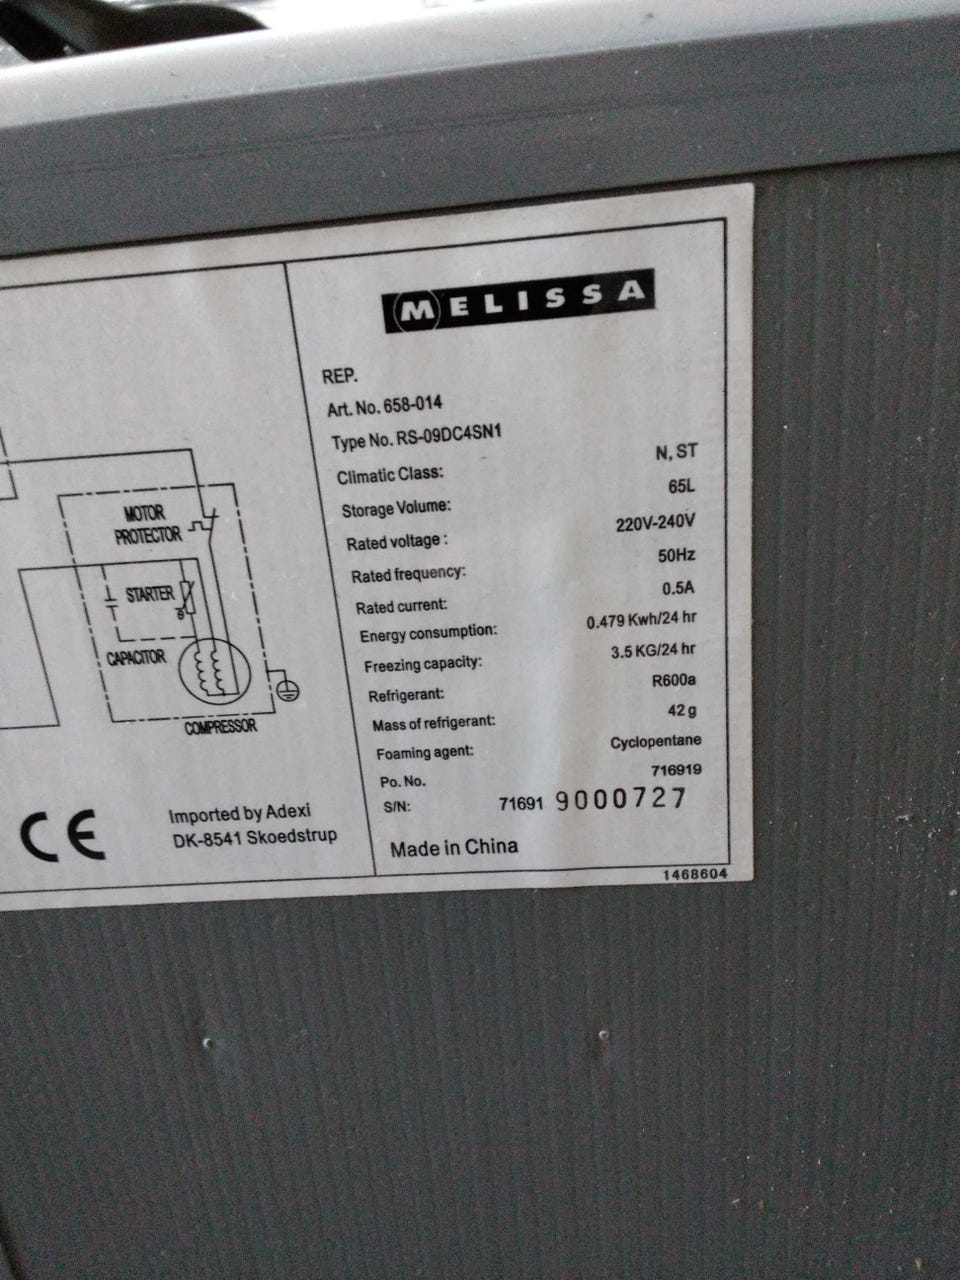 MELISSA
REP.
Art. No. 658-014
Type No. RS-09DC4SN1
Climatic Class: N, ST
Storage Volume: 65L
Rated voltage : 220V-240V
Rated frequency: 50Hz
Rated current: 0.5A
Energy consumption: 0.479 Kwh/24 hr
Freezing capacity: 3.5 KG/24 hr
Refrigerant: R600a
Mass of refrigerant: 42 g
Foaming agent: Cyclopentane
Po. No. 716919
S/N: 71691 9000727
Made in China
1468604
MOTOR
PROTECTOR
STARTER
CAPACITOR
COMPRESSOR
CE
Imported by Adexi
DK-8541 Skoedstrup